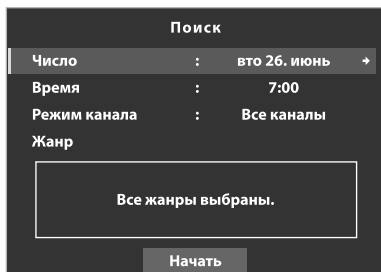 Поиск
Число : вто 26. июнь →
Время : 7:00
Режим канала : Все каналы
Жанр
Все жанры выбраны.
Начать